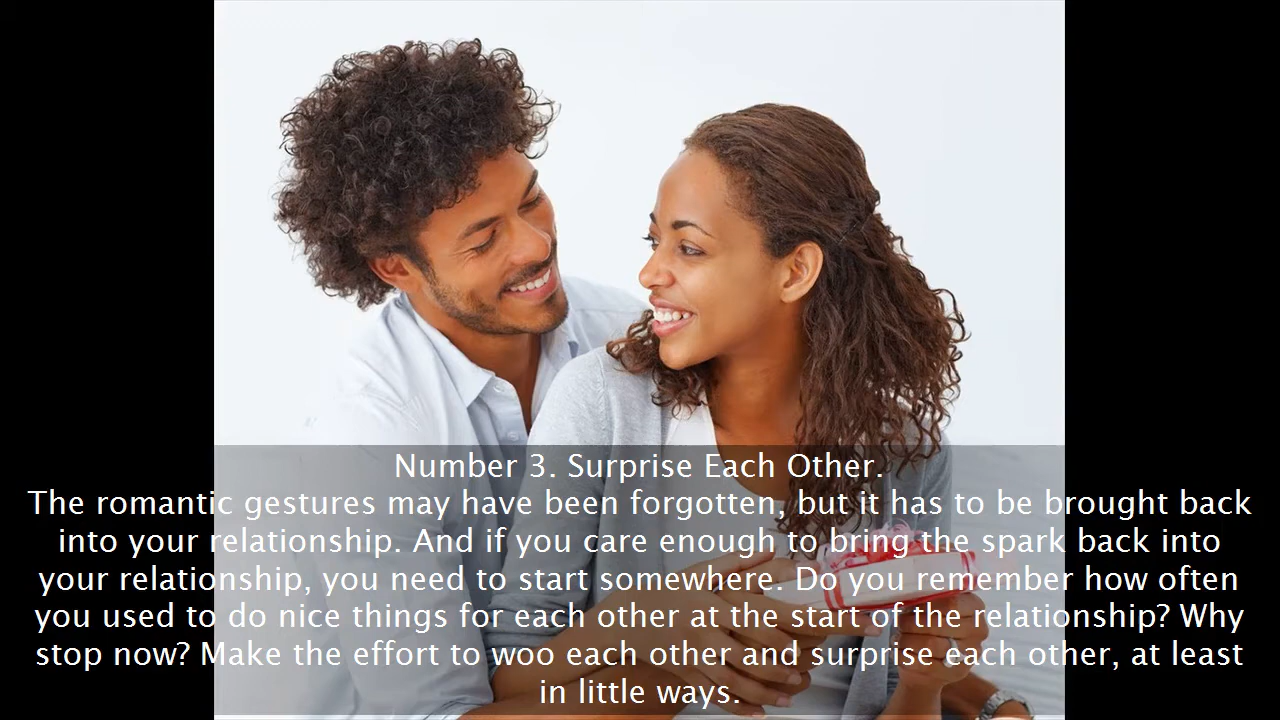 Number 3. Surprise Each Other.
The romantic gestures may have been forgotten, but it has to be brought back
into your relationship. And if you care enough to bring the spark back into
your relationship, you need to start somewhere. Do you remember how often
you used to do nice things for each other at the start of the relationship? Why
stop now? Make the effort to woo each other and surprise each other, at least
in little ways.